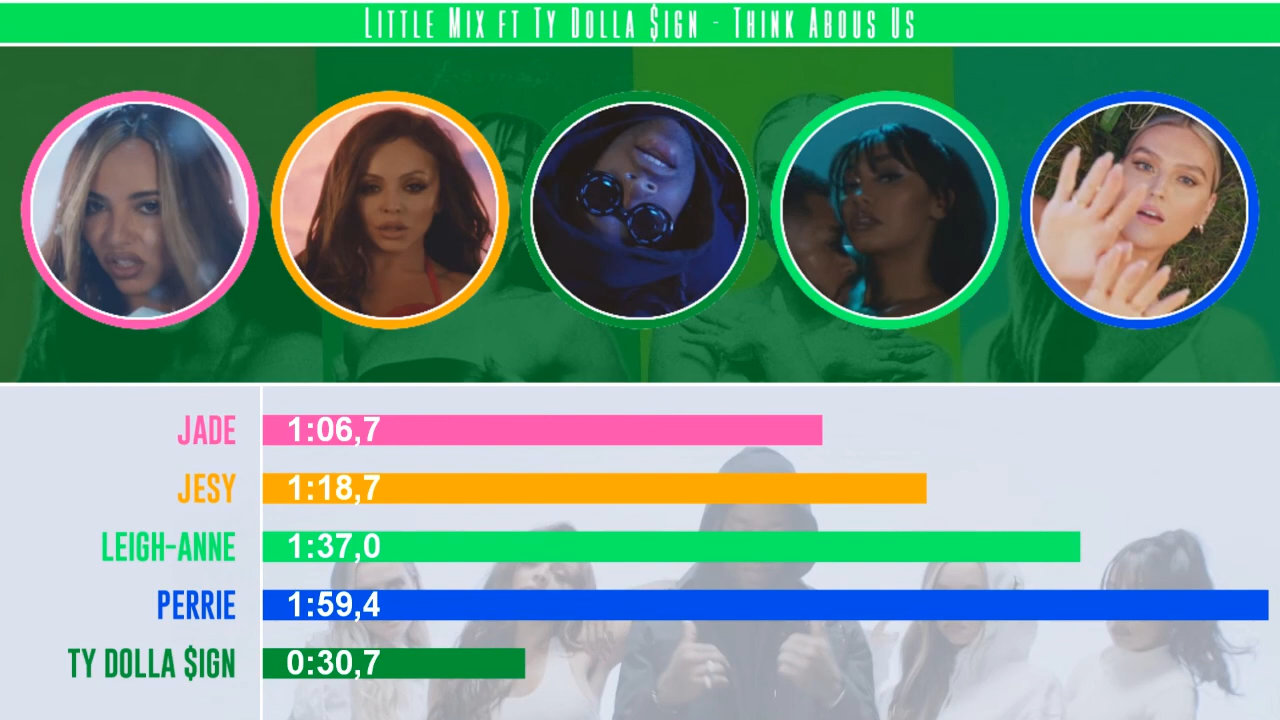 Little Mix ft Ty Dolla $ign - Think Abous Us
JADE 1:06,7
JESY 1:18,7
LEIGH-ANNE 1:37,0
PERRIE 1:59,4
TY DOLLA $IGN 0:30,7